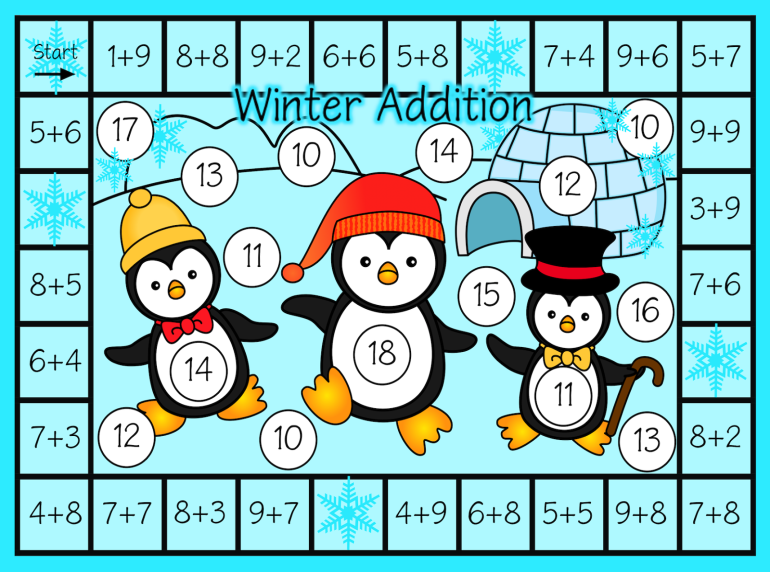 Start 1+9 8+8 9+2 6+6 5+8 7+4 9+6 5+7
Winter Addition
5+6 17 10 14 10 9+9
13 12
3+9
11
8+5 15 16 7+6
6+4 14 18 11
7+3 12 10 13 8+2
4+8 7+7 8+3 9+7 4+9 6+8 5+5 9+8 7+8